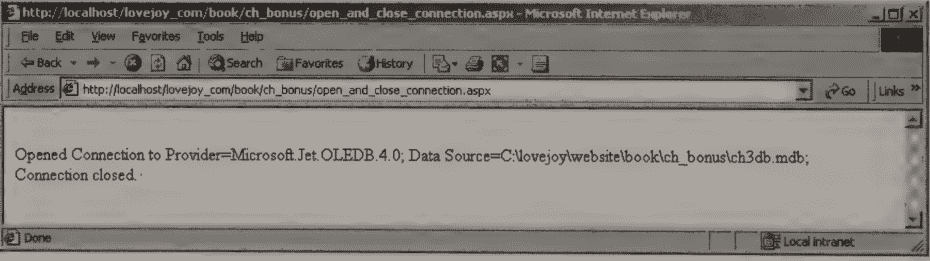 http://localhost/lovejoy_com/book/ch_bonus/open_and_close_connection.aspx - Microsoft Internet Explorer
File Edit View Favorites Tools Help
Back Search Favorites History
Address http://localhost/lovejoy_com/book/ch_bonus/open_and_close_connection.aspx Go Links »
Opened Connection to Provider=Microsoft.Jet.OLEDB.4.0; Data Source=C:\lovejoy\website\book\ch_bonus\ch3db.mdb;
Connection closed.
Done Local intranet